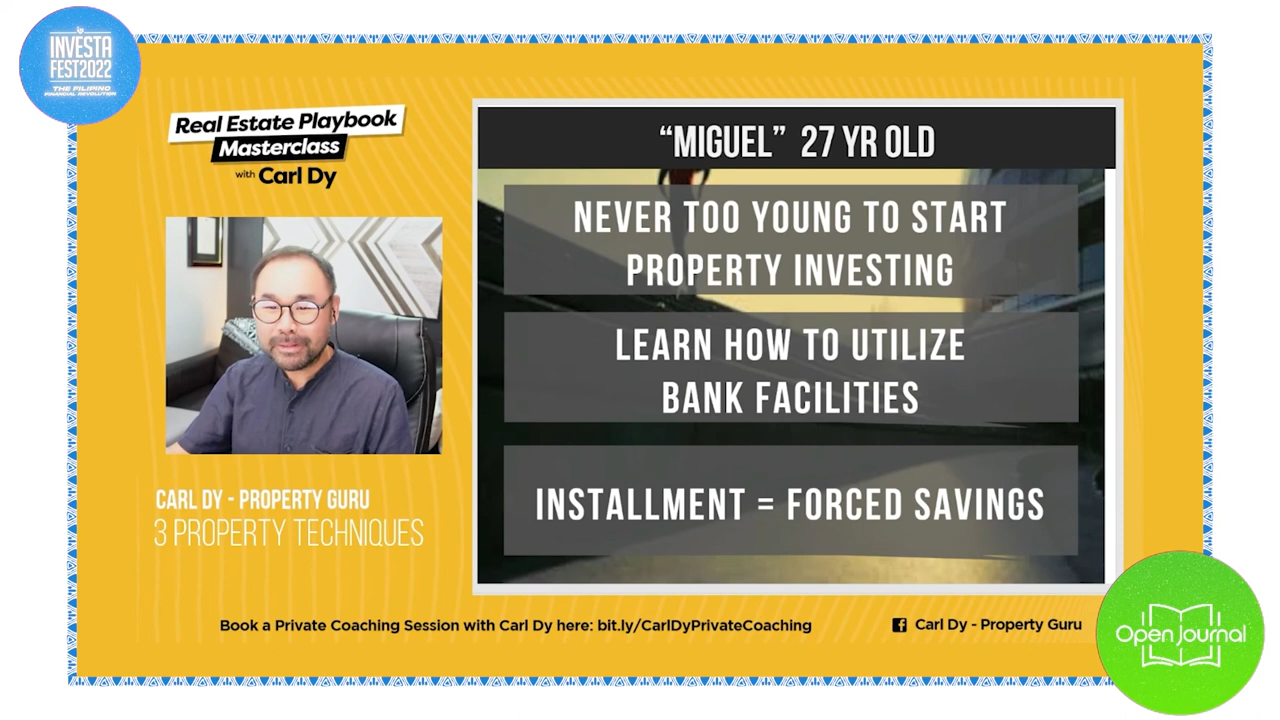 INVESTA
FEST2022
THE FILIPINO
FINANCIAL REVOLUTION
Real Estate Playbook
Masterclass
with Carl Dy
“MIGUEL” 27 YR OLD
NEVER TOO YOUNG TO START
PROPERTY INVESTING
LEARN HOW TO UTILIZE
BANK FACILITIES
INSTALLMENT = FORCED SAVINGS
CARL DY - PROPERTY GURU
3 PROPERTY TECHNIQUES
Book a Private Coaching Session with Carl Dy here: bit.ly/CarlDyPrivateCoaching
Carl Dy - Property Guru
Open Journal